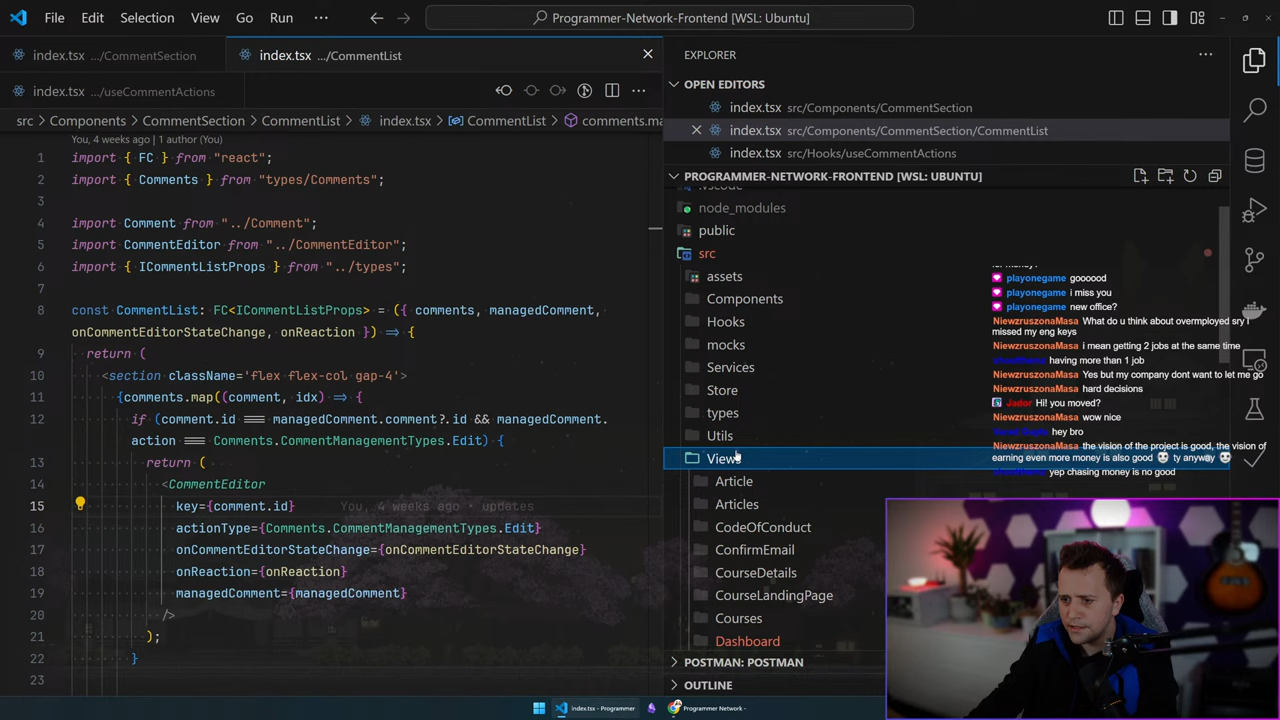 File Edit Selection View Go Run ··· Programmer-Network-Frontend [WSL: Ubuntu]
index.tsx .../CommentSection
index.tsx .../CommentList
index.tsx .../useCommentActions
src > Components > CommentSection > CommentList > index.tsx > CommentList > comments.ma
You, 4 weeks ago | 1 author (You)
1 import { FC } from "react";
2 import { Comments } from "types/Comments";
3
4 import Comment from "../Comment";
5 import CommentEditor from "../CommentEditor";
6 import { ICommentListProps } from "../types";
7
8 const CommentList: FC<ICommentListProps> = ({ comments, managedComment,
onCommentEditorStateChange, onReaction }) => {
9 return (
10 <section className='flex flex-col gap-4'>
11 {comments.map((comment, idx) => {
12 if (comment.id === managedComment.comment?.id && managedComment.
action === Comments.CommentManagementTypes.Edit) {
13 return (
14 <CommentEditor
15 key={comment.id} You, 4 weeks ago • updates
16 actionType={Comments.CommentManagementTypes.Edit}
17 onCommentEditorStateChange={onCommentEditorStateChange}
18 onReaction={onReaction}
19 managedComment={managedComment}
20 />
21 );
22 }
23
EXPLORER
OPEN EDITORS
index.tsx src/Components/CommentSection
index.tsx src/Components/CommentSection/CommentList
index.tsx src/Hooks/useCommentActions
PROGRAMMER-NETWORK-FRONTEND [WSL: UBUNTU]
.vscode
node_modules
public
src
assets
Components
Hooks
mocks
Services
Store
types
Utils
Views
Article
Articles
CodeOfConduct
ConfirmEmail
CourseDetails
CourseLandingPage
Courses
Dashboard
POSTMAN: POSTMAN
OUTLINE
for money?
playonegame: goooood
playonegame: i miss you
playonegame: new office?
NiewzruszonaMasa: What do u think about overmployed sry i
missed my eng keys
NiewzruszonaMasa: i mean getting 2 jobs at the same time
having more than 1 job
NiewzruszonaMasa: Yes but my company dont want to let me go
NiewzruszonaMasa: hard decisions
Jador: Hi! you moved?
NiewzruszonaMasa: wow nice
hey bro
NiewzruszonaMasa: the vision of the project is good, the vision of
earning even more money is also good ty anyway
yep chasing money is no good
index.tsx - Programmer
Programmer Network -